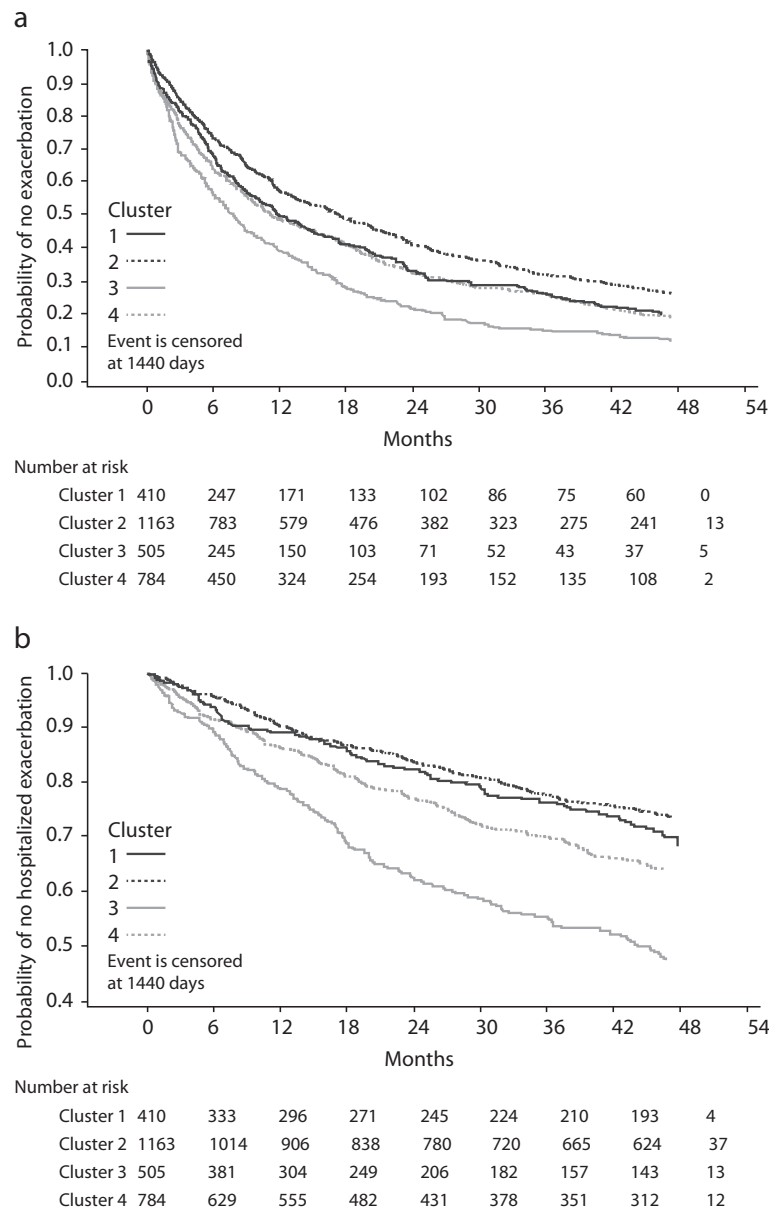 a
Probability of no exacerbation
1.0
0.9
0.8
0.7
0.6
0.5
0.4
0.3
0.2
0.1
0.0
Cluster
1
2
3
4
Event is censored
at 1440 days
0 6 12 18 24 30 36 42 48 54
Months
Number at risk
Cluster 1 410 247 171 133 102 86 75 60 0
Cluster 2 1163 783 579 476 382 323 275 241 13
Cluster 3 505 245 150 103 71 52 43 37 5
Cluster 4 784 450 324 254 193 152 135 108 2
b
Probability of no hospitalized exacerbation
1.0
0.9
0.8
0.7
0.6
0.5
0.4
Cluster
1
2
3
4
Event is censored
at 1440 days
0 6 12 18 24 30 36 42 48 54
Months
Number at risk
Cluster 1 410 333 296 271 245 224 210 193 4
Cluster 2 1163 1014 906 838 780 720 665 624 37
Cluster 3 505 381 304 249 206 182 157 143 13
Cluster 4 784 629 555 482 431 378 351 312 12